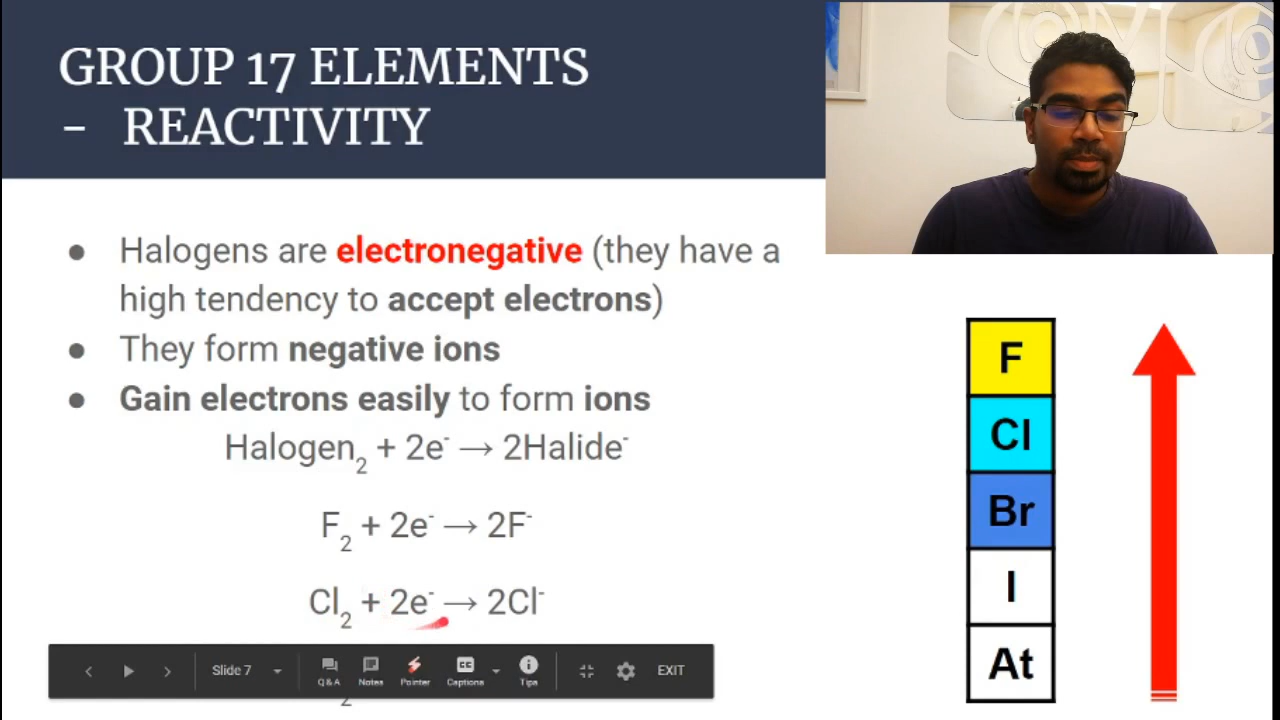 GROUP 17 ELEMENTS
- REACTIVITY
● Halogens are electronegative (they have a
high tendency to accept electrons)
● They form negative ions
● Gain electrons easily to form ions
Halogen₂ + 2e⁻ → 2Halide⁻
F₂ + 2e⁻ → 2F⁻
Cl₂ + 2e⁻ → 2Cl⁻
2
F
Cl
Br
I
At
Slide 7
Q & A
Notes
Pointer
CC
Captions
Tips
EXIT